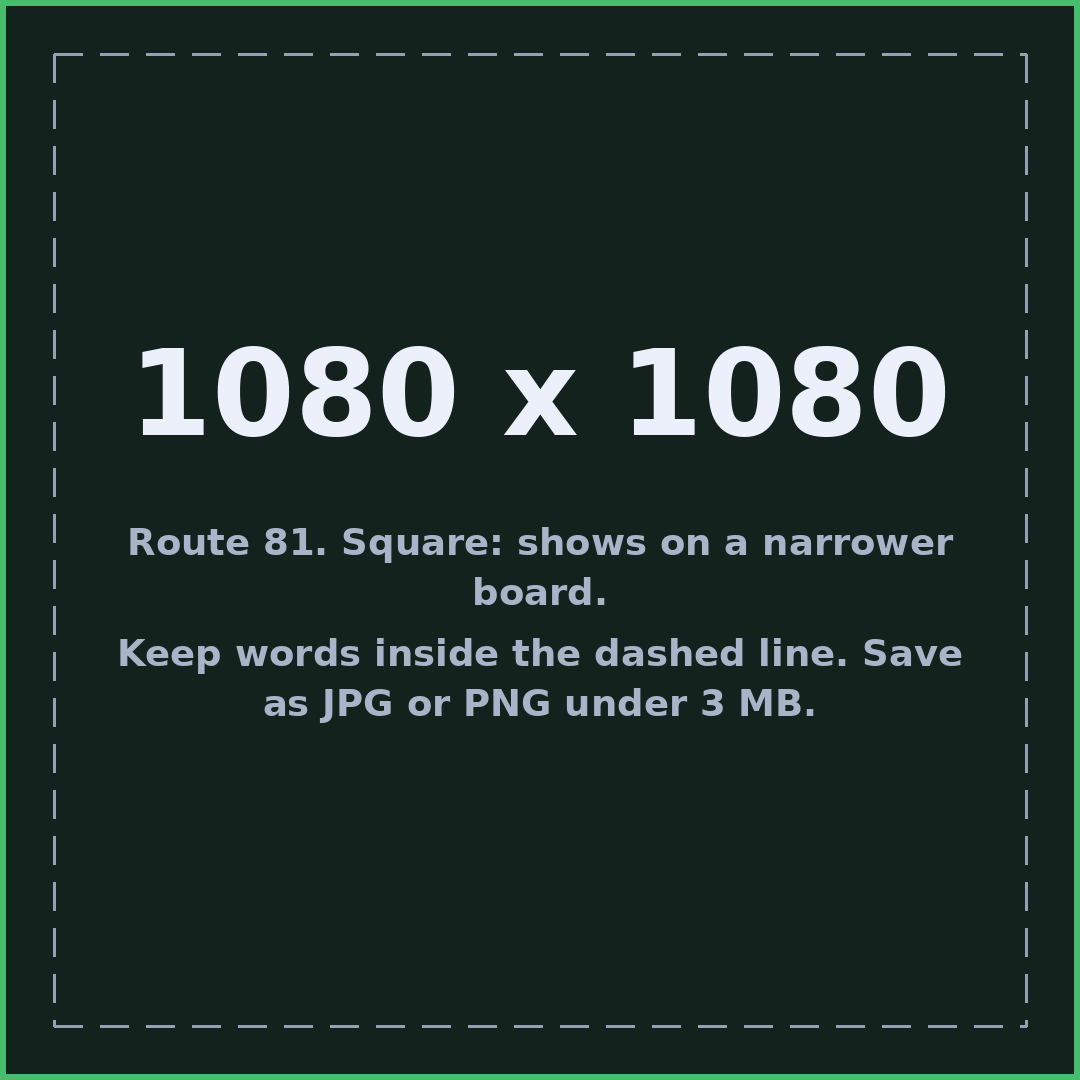 1080 x 1080
Route 81. Square: shows on a narrower
board.
Keep words inside the dashed line. Save
as JPG or PNG under 3 MB.